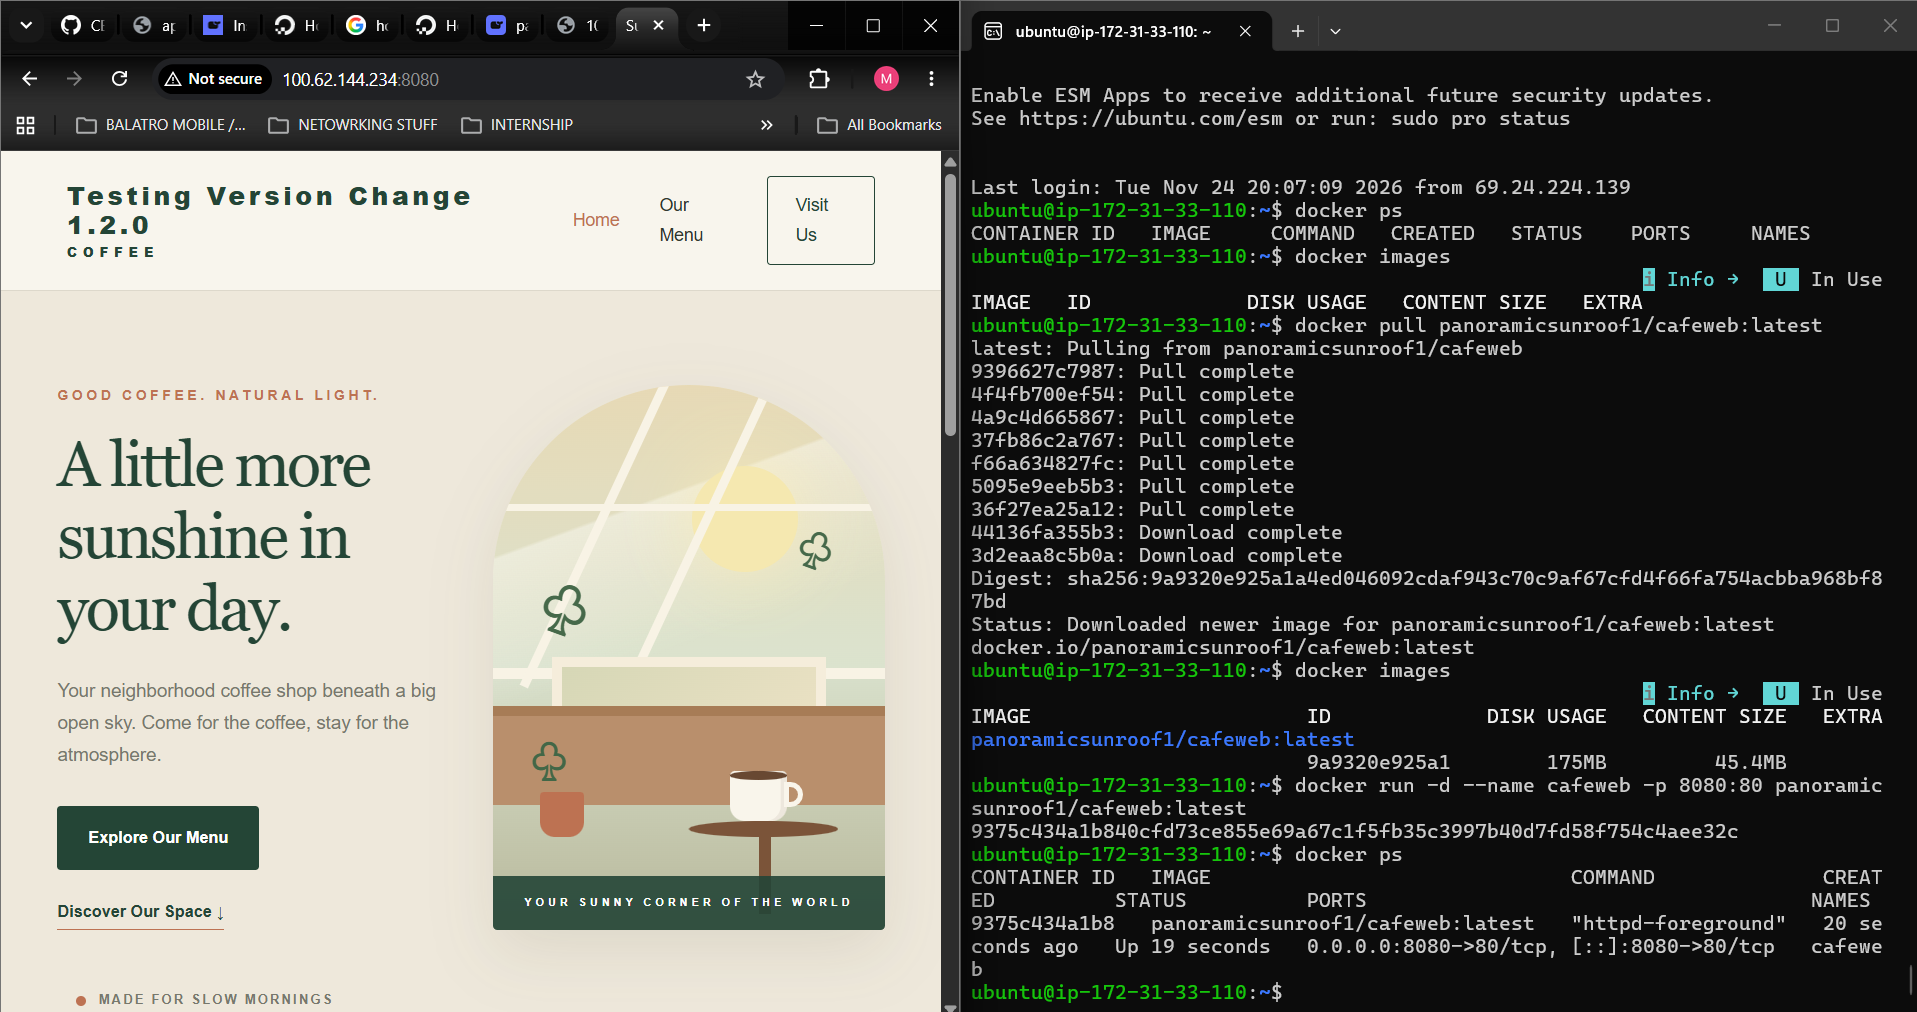 CE
ap
In
Ho
ho
Ho
pa
10
Su
Not secure
100.62.144.234:8080
M
BALATRO MOBILE /...
NETOWRKING STUFF
INTERNSHIP
»
All Bookmarks
Testing Version Change
1.2.0
COFFEE
Home
Our
Menu
Visit
Us
GOOD COFFEE. NATURAL LIGHT.
A little more
sunshine in
your day.
Your neighborhood coffee shop beneath a big
open sky. Come for the coffee, stay for the
atmosphere.
Explore Our Menu
Discover Our Space ↓
YOUR SUNNY CORNER OF THE WORLD
MADE FOR SLOW MORNINGS
ubuntu@ip-172-31-33-110: ~
Enable ESM Apps to receive additional future security updates.
See https://ubuntu.com/esm or run: sudo pro status
Last login: Tue Nov 24 20:07:09 2026 from 69.24.224.139
ubuntu@ip-172-31-33-110:~$ docker ps
CONTAINER ID   IMAGE     COMMAND   CREATED   STATUS    PORTS     NAMES
ubuntu@ip-172-31-33-110:~$ docker images
i Info →   U  In Use
IMAGE   ID             DISK USAGE   CONTENT SIZE   EXTRA
ubuntu@ip-172-31-33-110:~$ docker pull panoramicsunroof1/cafeweb:latest
latest: Pulling from panoramicsunroof1/cafeweb
9396627c7987: Pull complete
4f4fb700ef54: Pull complete
4a9c4d665867: Pull complete
37fb86c2a767: Pull complete
f66a634827fc: Pull complete
5095e9eeb5b3: Pull complete
36f27ea25a12: Pull complete
44136fa355b3: Download complete
3d2eaa8c5b0a: Download complete
Digest: sha256:9a9320e925a1a4ed046092cdaf943c70c9af67cfd4f66fa754acbba968bf8
7bd
Status: Downloaded newer image for panoramicsunroof1/cafeweb:latest
docker.io/panoramicsunroof1/cafeweb:latest
ubuntu@ip-172-31-33-110:~$ docker images
i Info →   U  In Use
IMAGE                       ID             DISK USAGE   CONTENT SIZE   EXTRA
panoramicsunroof1/cafeweb:latest
9a9320e925a1        175MB         45.4MB
ubuntu@ip-172-31-33-110:~$ docker run -d --name cafeweb -p 8080:80 panoramic
sunroof1/cafeweb:latest
9375c434a1b840cfd73ce855e69a67c1f5fb35c3997b40d7fd58f754c4aee32c
ubuntu@ip-172-31-33-110:~$ docker ps
CONTAINER ID   IMAGE                              COMMAND              CREAT
ED          STATUS          PORTS                                     NAMES
9375c434a1b8   panoramicsunroof1/cafeweb:latest   "httpd-foreground"   20 se
conds ago   Up 19 seconds   0.0.0.0:8080->80/tcp, [::]:8080->80/tcp   cafewe
b
ubuntu@ip-172-31-33-110:~$